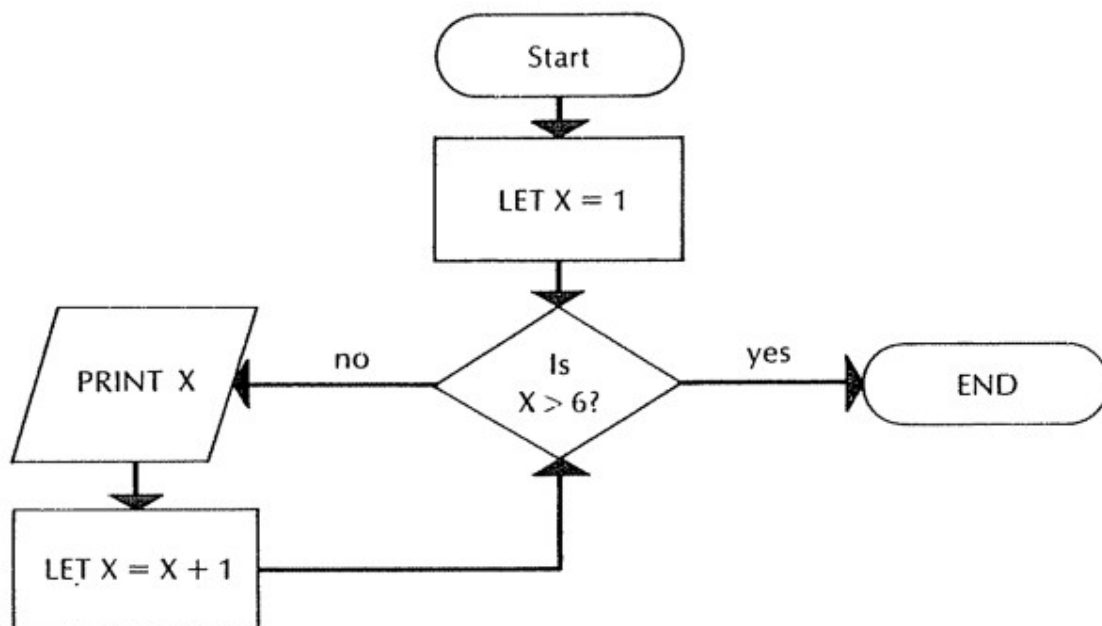 Start
LET X = 1
Is
X > 6?
yes
END
no
PRINT X
LET X = X + 1